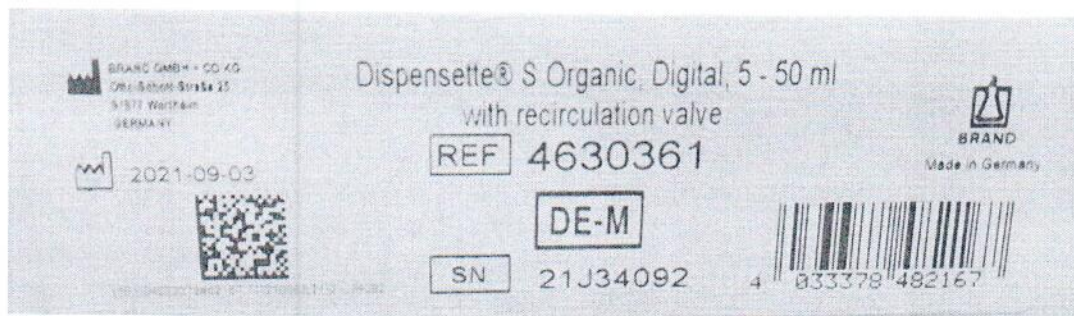 BRAND GMBH + CO KG
Otto-Schott-Straße 25
97877 Wertheim
GERMANY
2021-09-03
Dispensette® S Organic, Digital, 5 - 50 ml
with recirculation valve
REF 4630361
DE-M
SN 21J34092
BRAND
Made in Germany
4 033378 482167